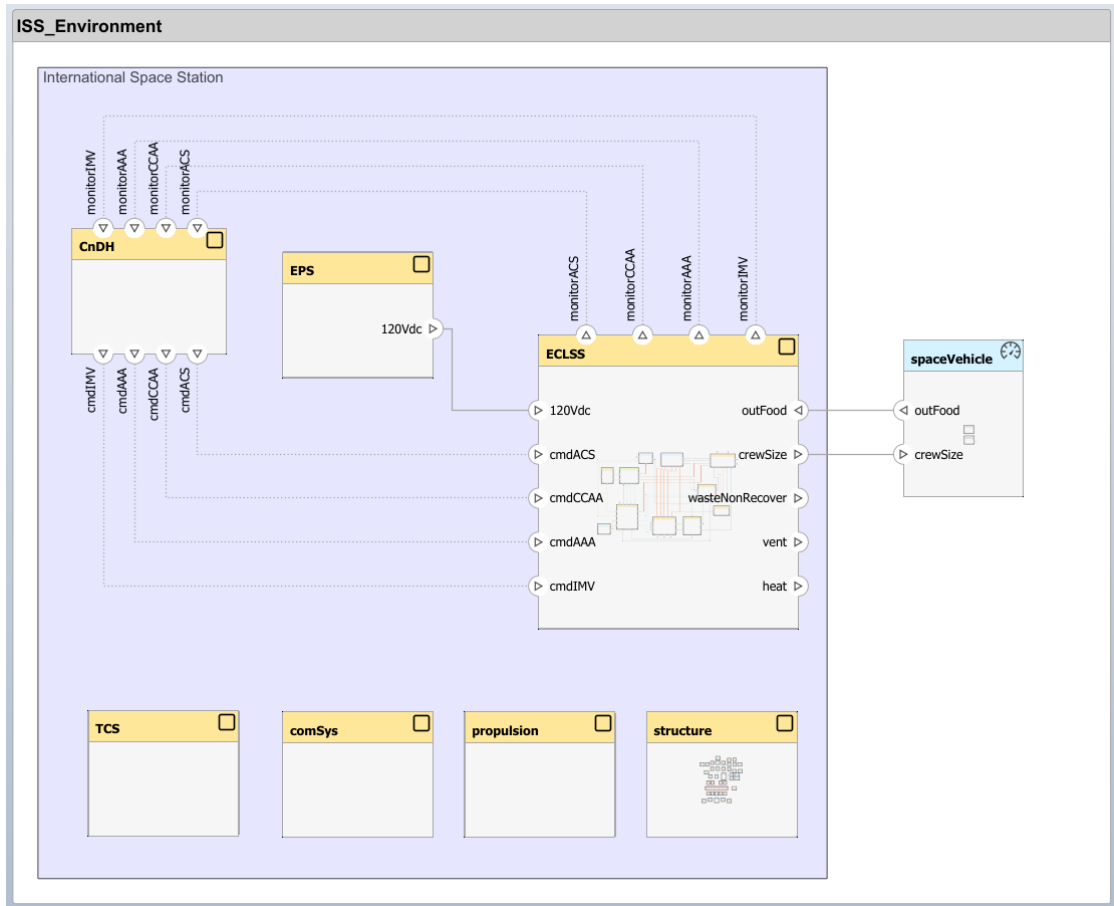 ISS_Environment
International Space Station
monitorIMV
monitorAAA
monitorCCAA
monitorACS
CnDH
cmdIMV
cmdAAA
cmdCCAA
cmdACS
EPS
120Vdc
monitorACS
monitorCCAA
monitorAAA
monitorIMV
ECLSS
120Vdc
cmdACS
cmdCCAA
cmdAAA
cmdIMV
outFood
crewSize
wasteNonRecover
vent
heat
spaceVehicle
outFood
crewSize
TCS
comSys
propulsion
structure